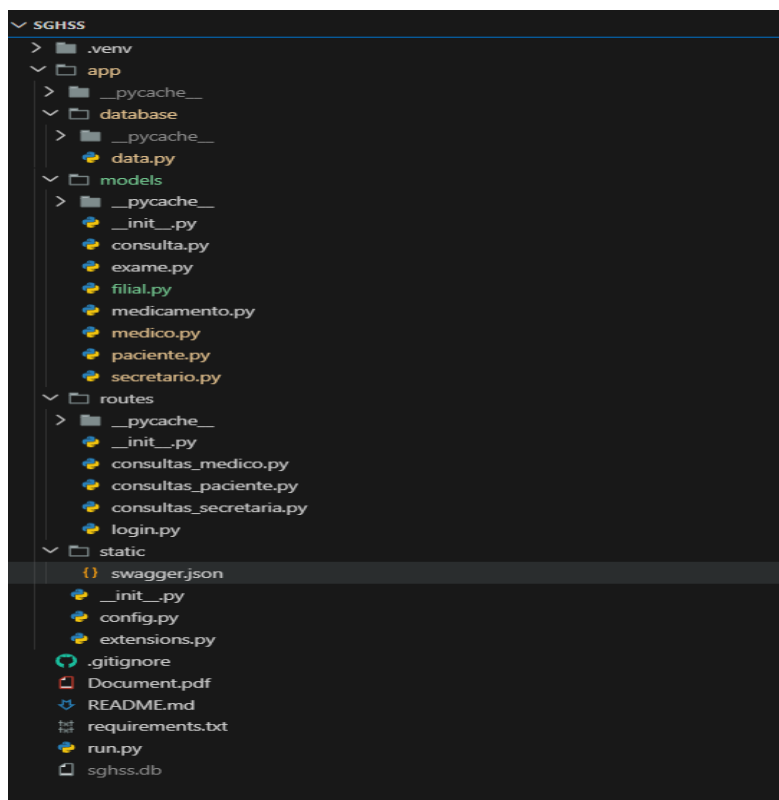 SGHSS
.venv
app
__pycache__
database
__pycache__
data.py
models
__pycache__
__init__.py
consulta.py
exame.py
filial.py
medicamento.py
medico.py
paciente.py
secretario.py
routes
__pycache__
__init__.py
consultas_medico.py
consultas_paciente.py
consultas_secretaria.py
login.py
static
{} swagger.json
__init__.py
config.py
extensions.py
.gitignore
Document.pdf
README.md
requirements.txt
run.py
sghss.db